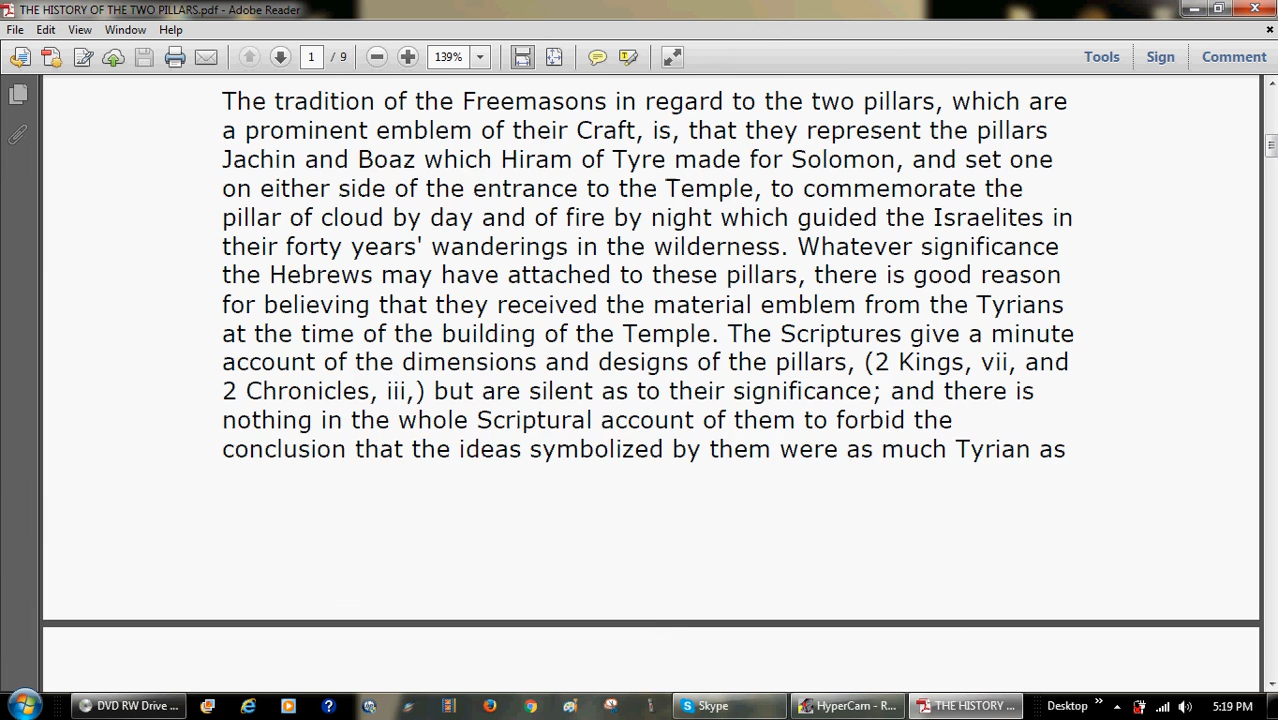 THE HISTORY OF THE TWO PILLARS.pdf - Adobe Reader
File Edit View Window Help
1 / 9 139% Tools Sign Comment
The tradition of the Freemasons in regard to the two pillars, which are
a prominent emblem of their Craft, is, that they represent the pillars
Jachin and Boaz which Hiram of Tyre made for Solomon, and set one
on either side of the entrance to the Temple, to commemorate the
pillar of cloud by day and of fire by night which guided the Israelites in
their forty years' wanderings in the wilderness. Whatever significance
the Hebrews may have attached to these pillars, there is good reason
for believing that they received the material emblem from the Tyrians
at the time of the building of the Temple. The Scriptures give a minute
account of the dimensions and designs of the pillars, (2 Kings, vii, and
2 Chronicles, iii,) but are silent as to their significance; and there is
nothing in the whole Scriptural account of them to forbid the
conclusion that the ideas symbolized by them were as much Tyrian as
DVD RW Drive ... Skype HyperCam - R... THE HISTORY ... Desktop 5:19 PM